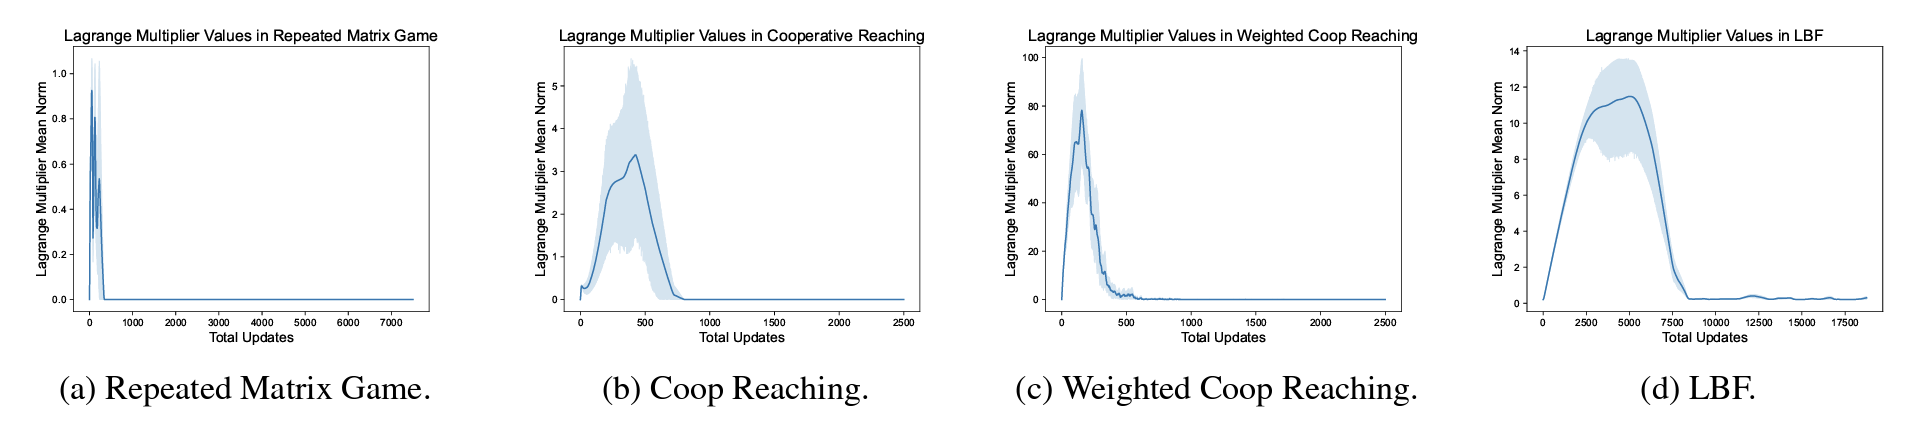 Lagrange Multiplier Values in Repeated Matrix Game
Lagrange Multiplier Mean Norm
1.0
0.8
0.6
0.4
0.2
0.0
0 1000 2000 3000 4000 5000 6000 7000
Total Updates
(a) Repeated Matrix Game.
Lagrange Multiplier Values in Cooperative Reaching
Lagrange Multiplier Mean Norm
5
4
3
2
1
0
0 500 1000 1500 2000 2500
Total Updates
(b) Coop Reaching.
Lagrange Multiplier Values in Weighted Coop Reaching
Lagrange Multiplier Mean Norm
100
80
60
40
20
0
0 500 1000 1500 2000 2500
Total Updates
(c) Weighted Coop Reaching.
Lagrange Multiplier Values in LBF
Lagrange Multiplier Mean Norm
14
12
10
8
6
4
2
0
0 2500 5000 7500 10000 12500 15000 17500
Total Updates
(d) LBF.